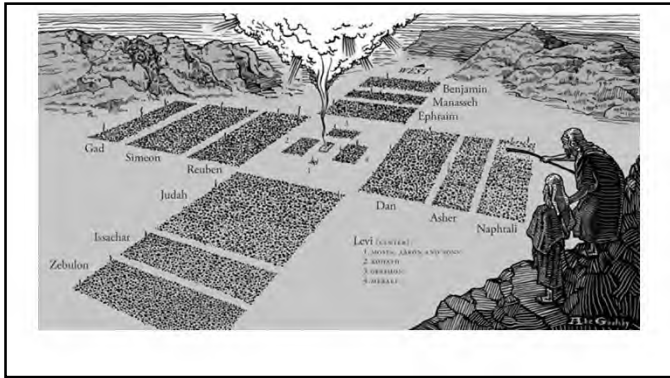 WEST
Benjamin
Manasseh
Ephraim
Gad
Simeon
Reuben
Judah
Dan
Asher
Naphtali
Issachar
Zebulon
Levi (CENTER)
1. MOSES, AARON AND SONS
2. KOHATH
3. GERSHON
4. MERARI